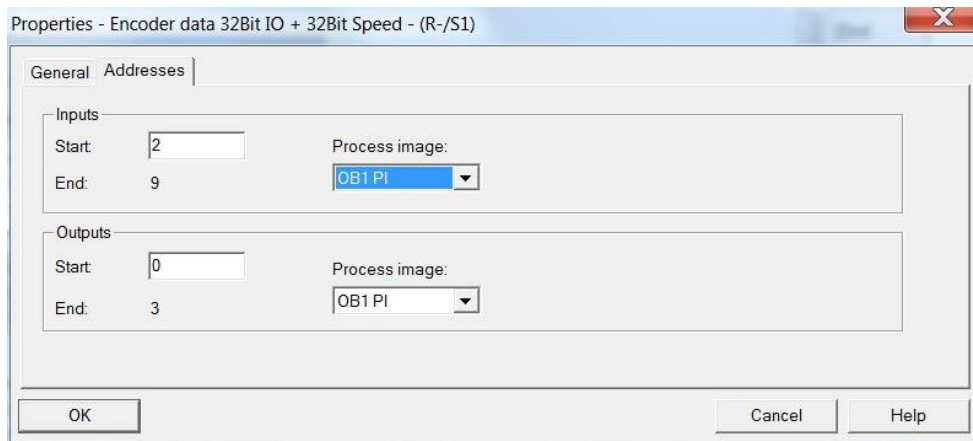 Properties - Encoder data 32Bit IO + 32Bit Speed - (R-/S1)
General Addresses
Inputs
Start: 2 Process image:
End: 9 OB1 PI
Outputs
Start: 0 Process image:
End: 3 OB1 PI
OK Cancel Help